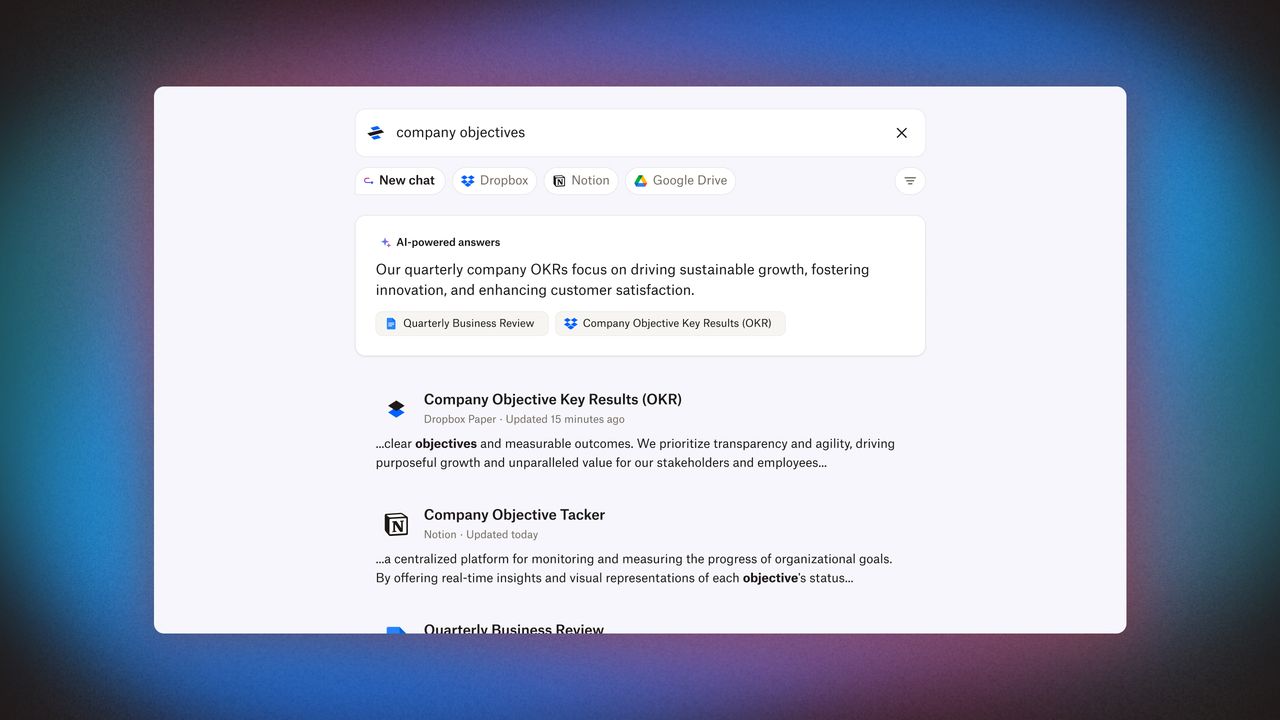 company objectives
New chat
Dropbox
Notion
Google Drive
AI-powered answers
Our quarterly company OKRs focus on driving sustainable growth, fostering
innovation, and enhancing customer satisfaction.
Quarterly Business Review
Company Objective Key Results (OKR)
Company Objective Key Results (OKR)
Dropbox Paper · Updated 15 minutes ago
...clear objectives and measurable outcomes. We prioritize transparency and agility, driving
purposeful growth and unparalleled value for our stakeholders and employees...
Company Objective Tacker
Notion · Updated today
...a centralized platform for monitoring and measuring the progress of organizational goals.
By offering real-time insights and visual representations of each objective's status...
Quarterly Business Review